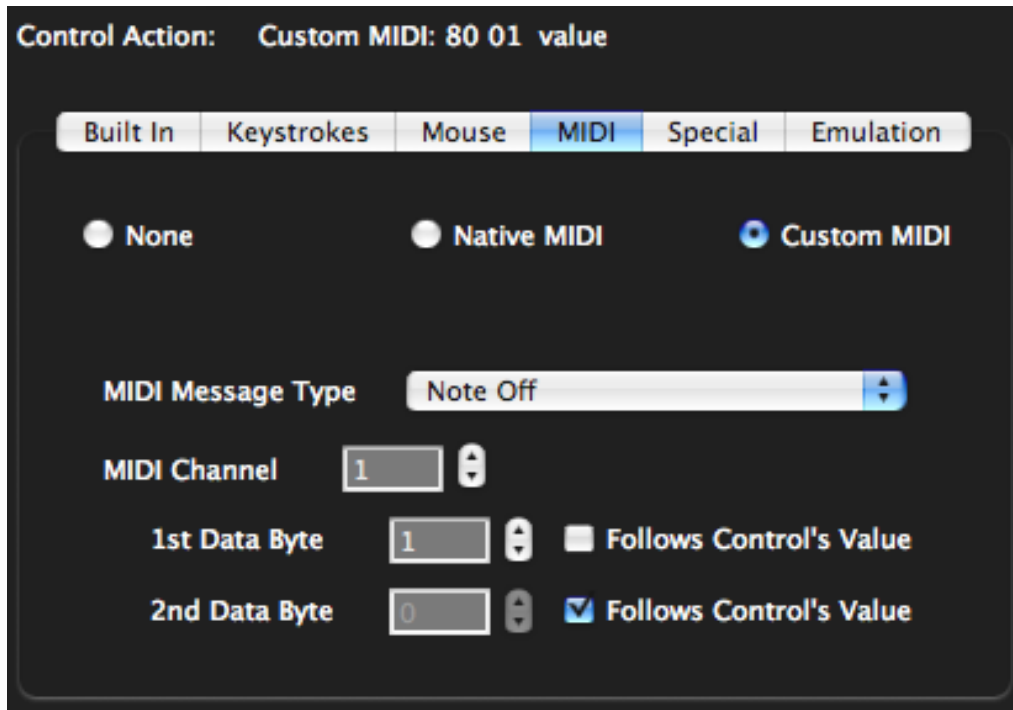 Control Action: Custom MIDI: 80 01 value
Built In Keystrokes Mouse MIDI Special Emulation
None Native MIDI Custom MIDI
MIDI Message Type Note Off
MIDI Channel 1
1st Data Byte 1 Follows Control's Value
2nd Data Byte 0 Follows Control's Value